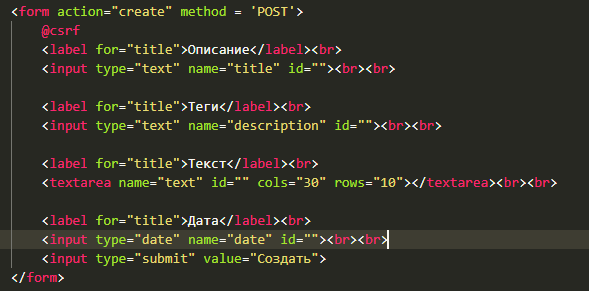 <form action="create" method = 'POST'>
@csrf
<label for="title">Описание</label><br>
<input type="text" name="title" id=""><br><br>
<label for="title">Теги</label><br>
<input type="text" name="description" id=""><br><br>
<label for="title">Текст</label><br>
<textarea name="text" id="" cols="30" rows="10"></textarea><br><br>
<label for="title">Дата</label><br>
<input type="date" name="date" id=""><br><br>
<input type="submit" value="Создать">
</form>